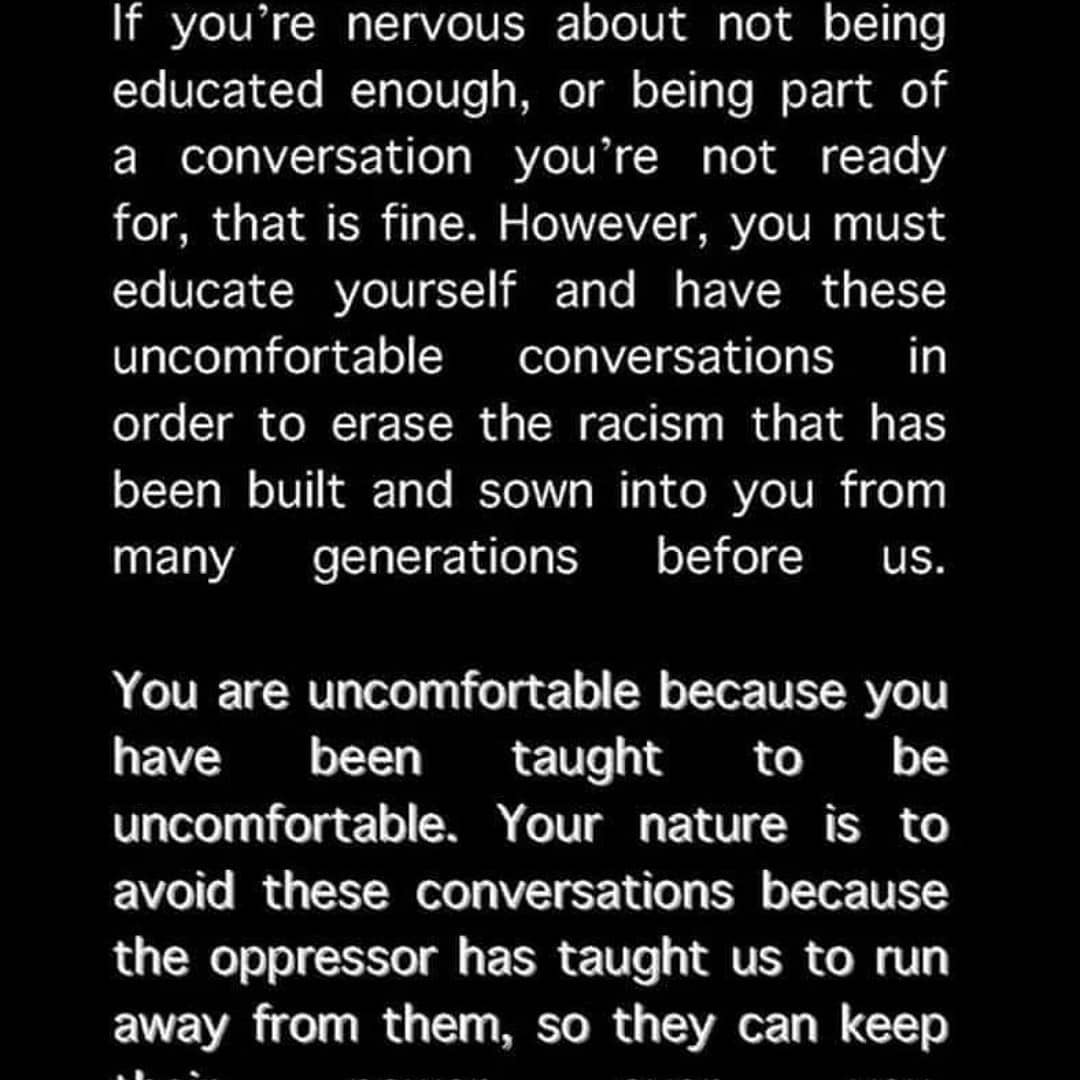 If you’re nervous about not being
educated enough, or being part of
a conversation you’re not ready
for, that is fine. However, you must
educate yourself and have these
uncomfortable conversations in
order to erase the racism that has
been built and sown into you from
many generations before us.
You are uncomfortable because you
have been taught to be
uncomfortable. Your nature is to
avoid these conversations because
the oppressor has taught us to run
away from them, so they can keep